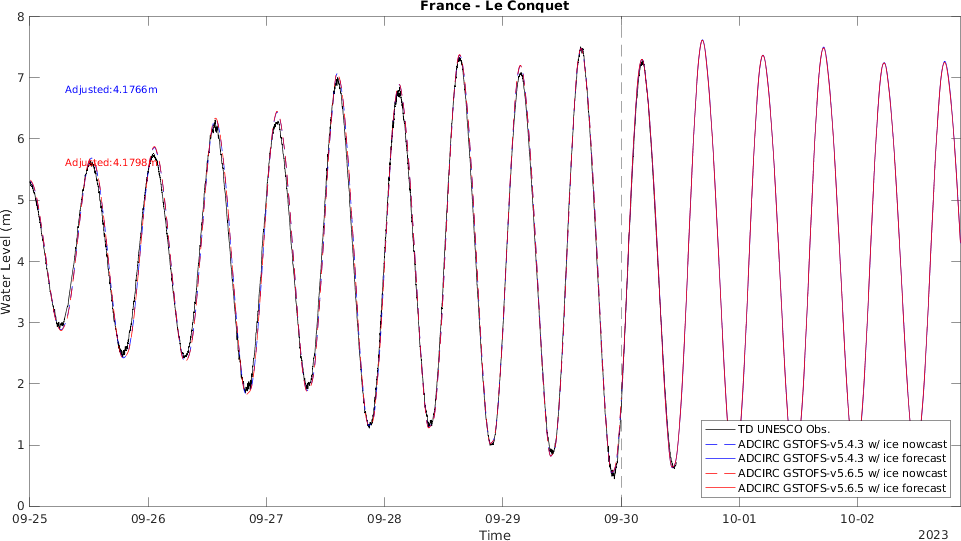 France - Le Conquet
8
7
6
5
4
3
2
1
0
Water Level (m)
Adjusted:4.1766m
Adjusted:4.1798m
TD UNESCO Obs.
ADCIRC GSTOFS-v5.4.3 w/ ice nowcast
ADCIRC GSTOFS-v5.4.3 w/ ice forecast
ADCIRC GSTOFS-v5.6.5 w/ ice nowcast
ADCIRC GSTOFS-v5.6.5 w/ ice forecast
09-25 09-26 09-27 09-28 09-29 09-30 10-01 10-02
Time
2023